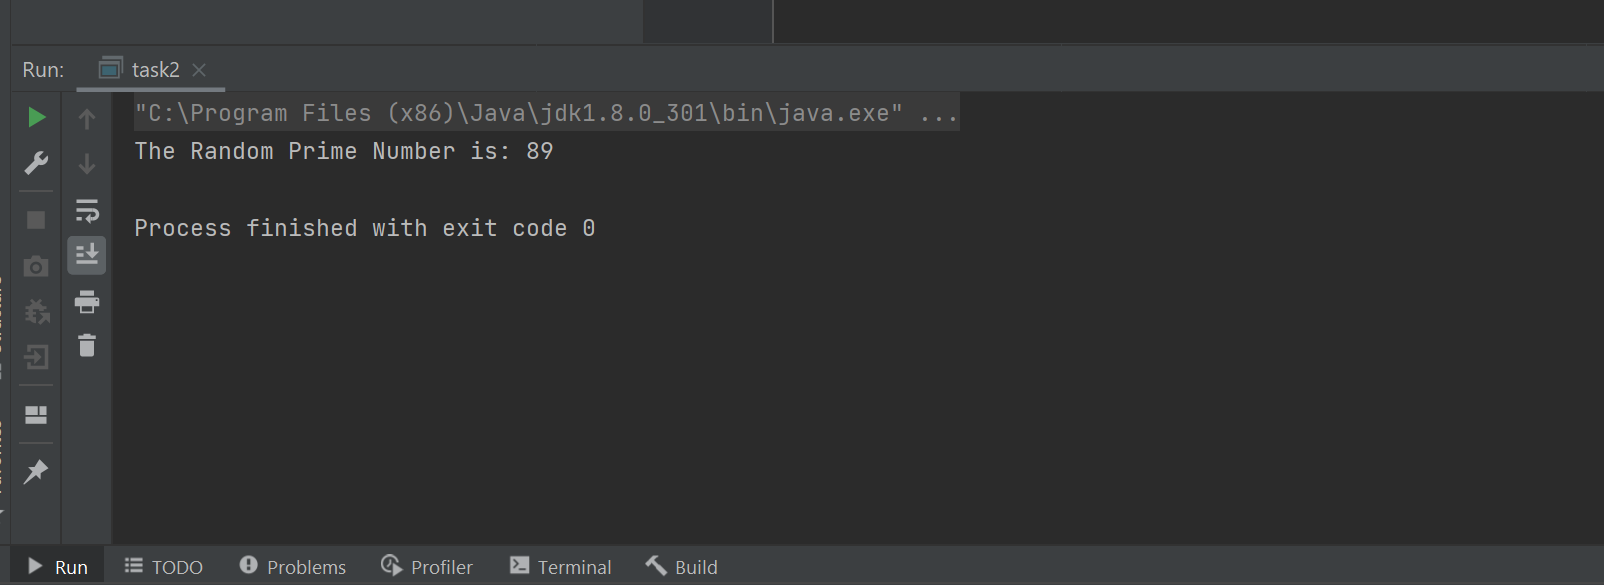 Run: task2
"C:\Program Files (x86)\Java\jdk1.8.0_301\bin\java.exe" ...
The Random Prime Number is: 89
Process finished with exit code 0
Run TODO Problems Profiler Terminal Build